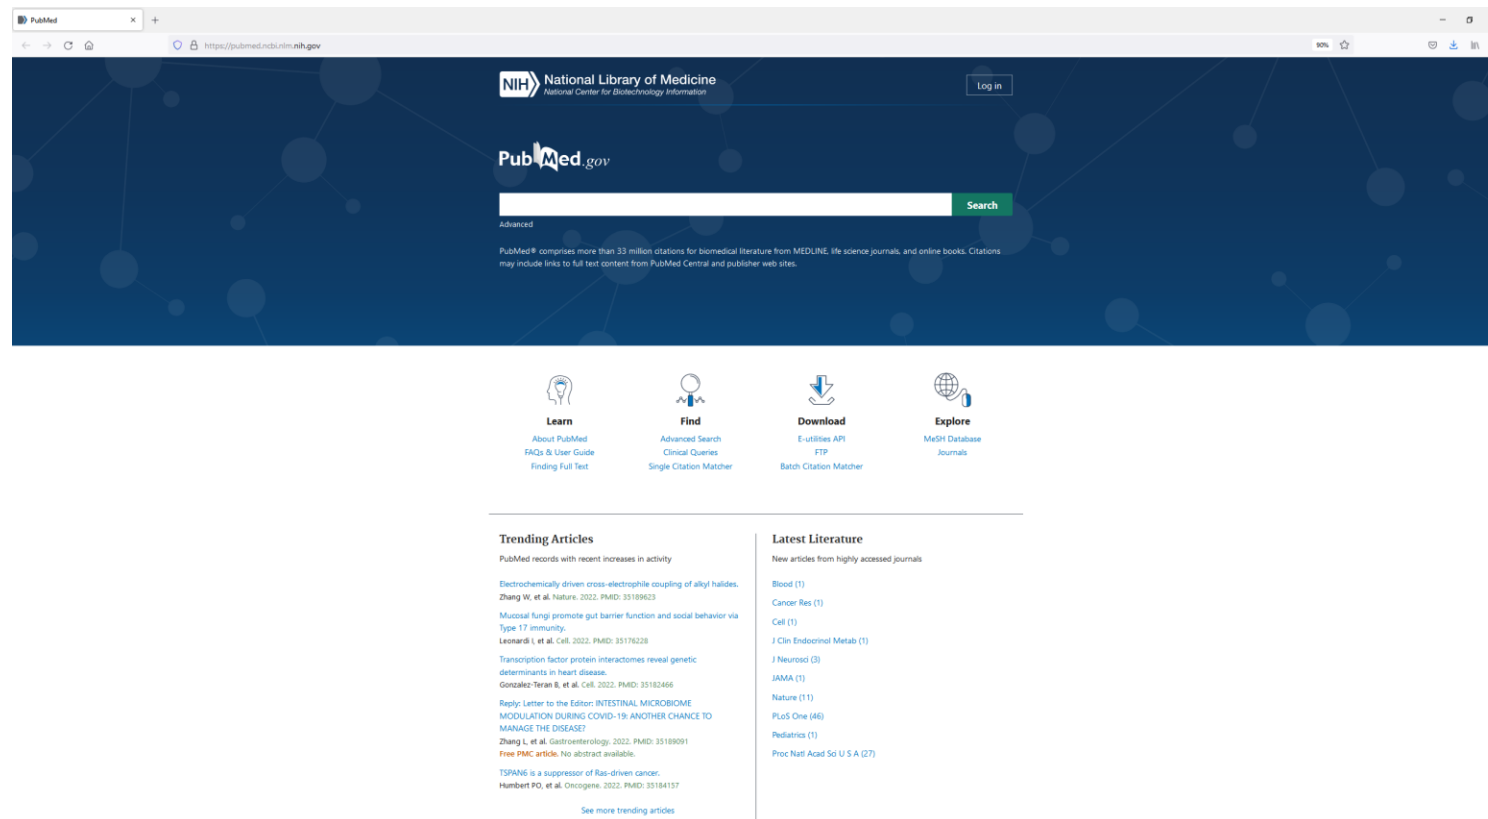 PubMed
https://pubmed.ncbi.nlm.nih.gov
90%
NIH
National Library of Medicine
National Center for Biotechnology Information
Log in
PubMed.gov
Search
Advanced
PubMed® comprises more than 33 million citations for biomedical literature from MEDLINE, life science journals, and online books. Citations
may include links to full text content from PubMed Central and publisher web sites.
Learn
About PubMed
FAQs & User Guide
Finding Full Text
Find
Advanced Search
Clinical Queries
Single Citation Matcher
Download
E-utilities API
FTP
Batch Citation Matcher
Explore
MeSH Database
Journals
Trending Articles
PubMed records with recent increases in activity
Electrochemically driven cross-electrophile coupling of alkyl halides.
Zhang W, et al. Nature. 2022. PMID: 35189623
Mucosal fungi promote gut barrier function and social behavior via
Type 17 immunity.
Leonardi I, et al. Cell. 2022. PMID: 35176228
Transcription factor protein interactomes reveal genetic
determinants in heart disease.
Gonzalez-Teran B, et al. Cell. 2022. PMID: 35182466
Reply: Letter to the Editor: INTESTINAL MICROBIOME
MODULATION DURING COVID-19: ANOTHER CHANCE TO
MANAGE THE DISEASE?
Zhang L, et al. Gastroenterology. 2022. PMID: 35189091
Free PMC article. No abstract available.
TSPAN6 is a suppressor of Ras-driven cancer.
Humbert PO, et al. Oncogene. 2022. PMID: 35184157
See more trending articles
Latest Literature
New articles from highly accessed journals
Blood (1)
Cancer Res (1)
Cell (1)
J Clin Endocrinol Metab (1)
J Neurosci (3)
JAMA (1)
Nature (11)
PLoS One (46)
Pediatrics (1)
Proc Natl Acad Sci U S A (27)